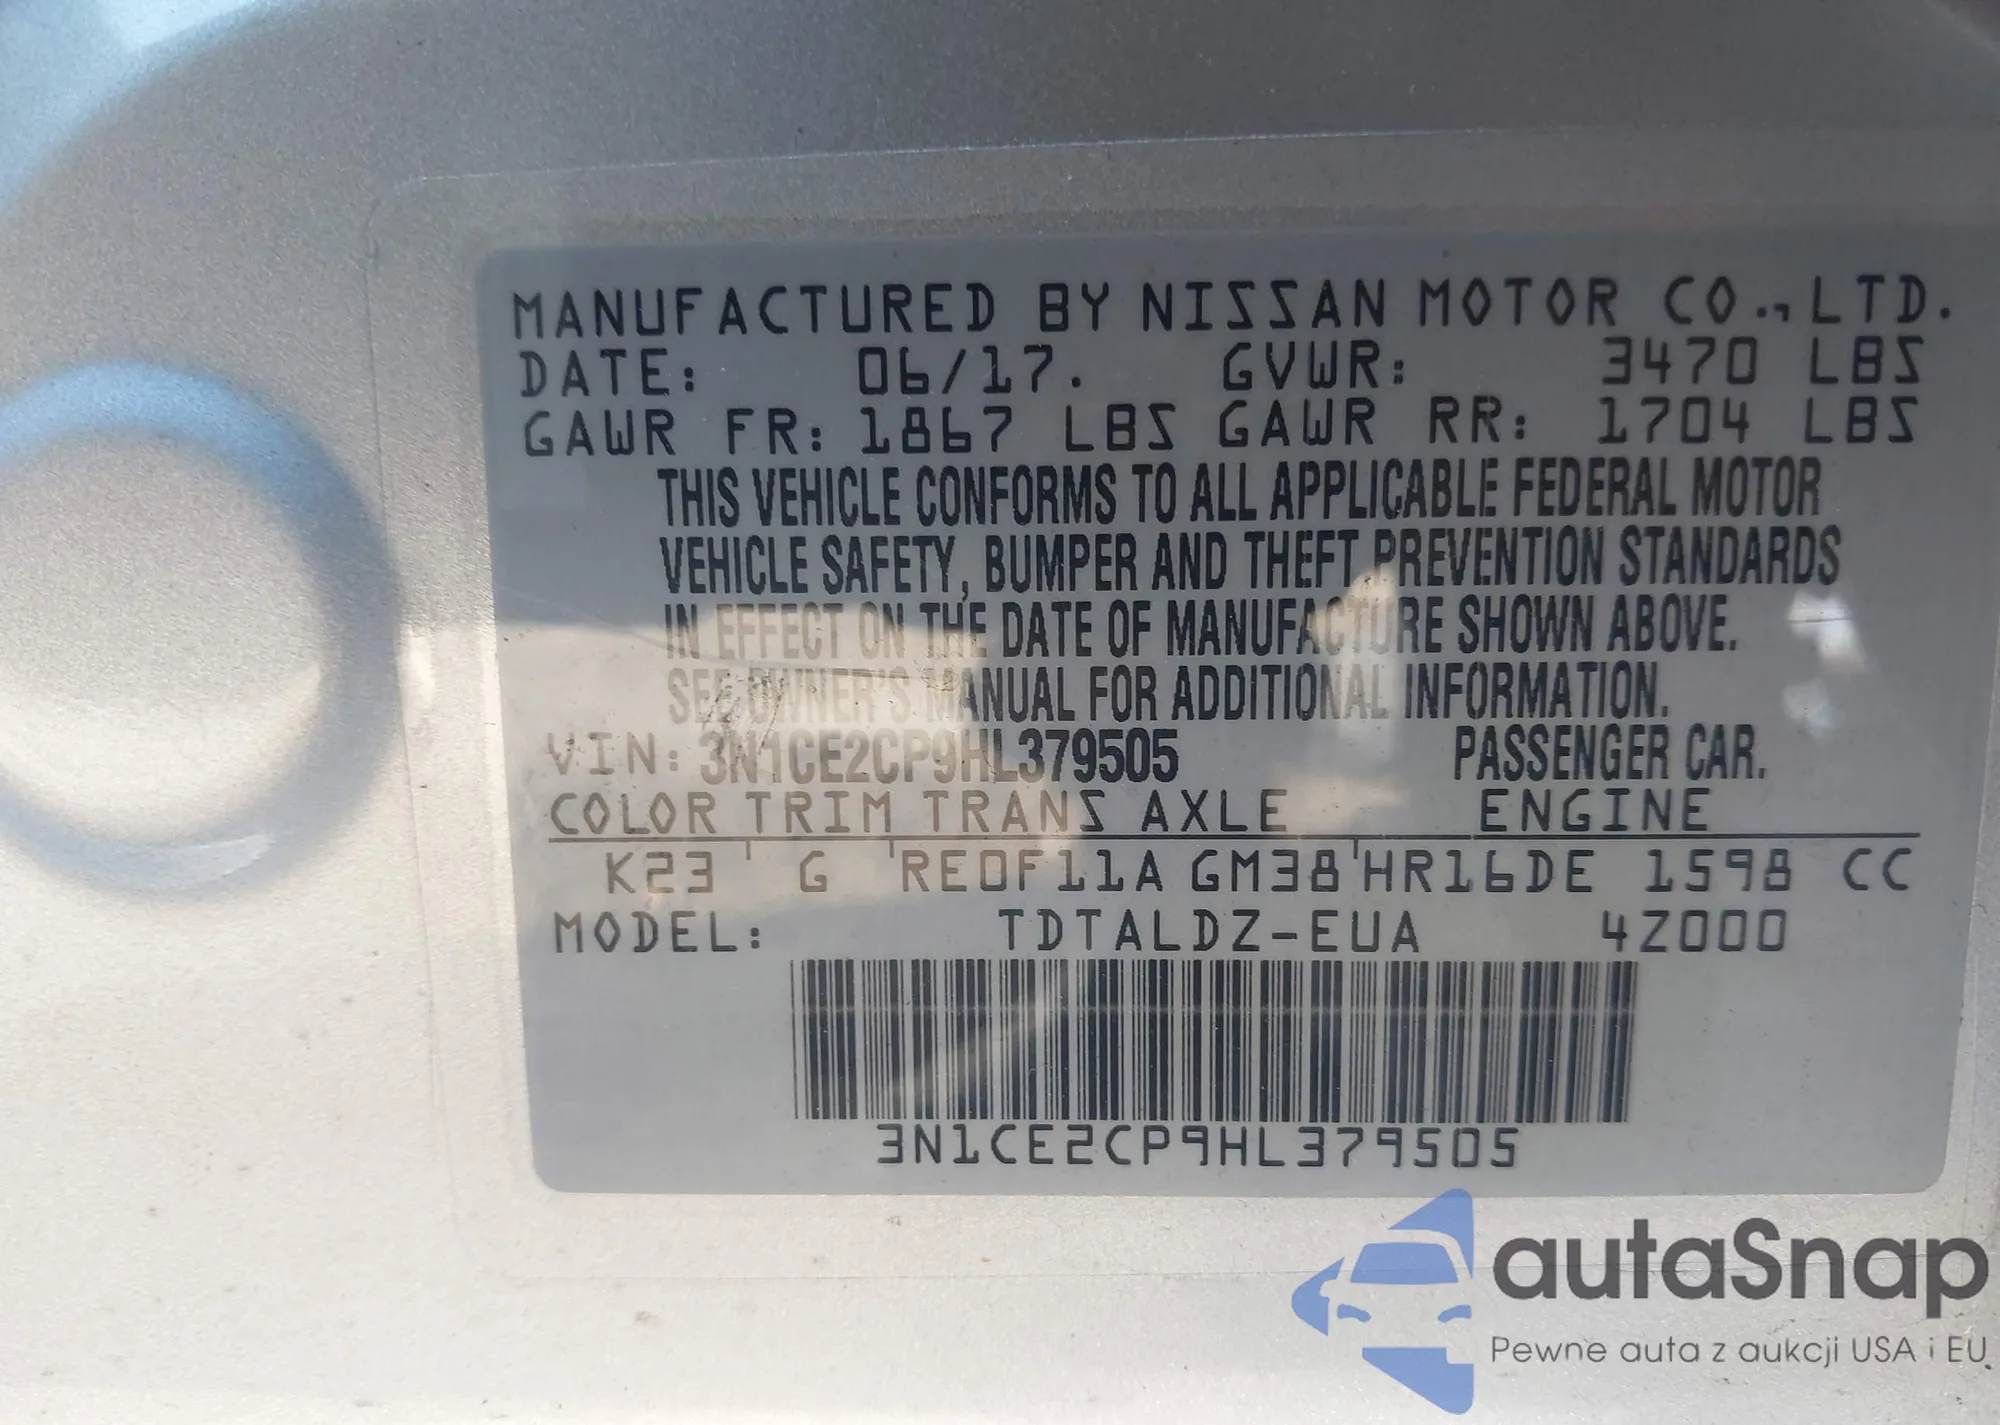 MANUFACTURED BY NISSAN MOTOR CO., LTD.
DATE: 06/17. GVWR: 3470 LBS
GAWR FR: 1867 LBS GAWR RR: 1704 LBS
THIS VEHICLE CONFORMS TO ALL APPLICABLE FEDERAL MOTOR
VEHICLE SAFETY, BUMPER AND THEFT PREVENTION STANDARDS
IN EFFECT ON THE DATE OF MANUFACTURE SHOWN ABOVE.
SEE OWNER'S MANUAL FOR ADDITIONAL INFORMATION.
VIN: 3N1CE2CP9HL379505 PASSENGER CAR.
COLOR TRIM TRANS AXLE ENGINE
K23 ' G ' RE0F11A GM38 ' HR16DE 1598 CC
MODEL: TDTALDZ-EUA 4Z000
3N1CE2CP9HL379505
autaSnap
Pewne auta z aukcji USA i EU